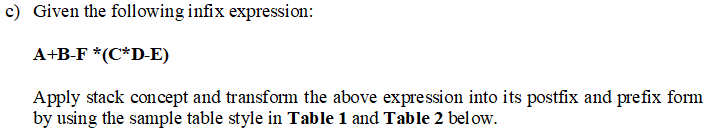 c) Given the following infix expression:
A+B-F *(C*D-E)
Apply stack concept and transform the above expression into its postfix and prefix form
by using the sample table style in Table 1 and Table 2 below.